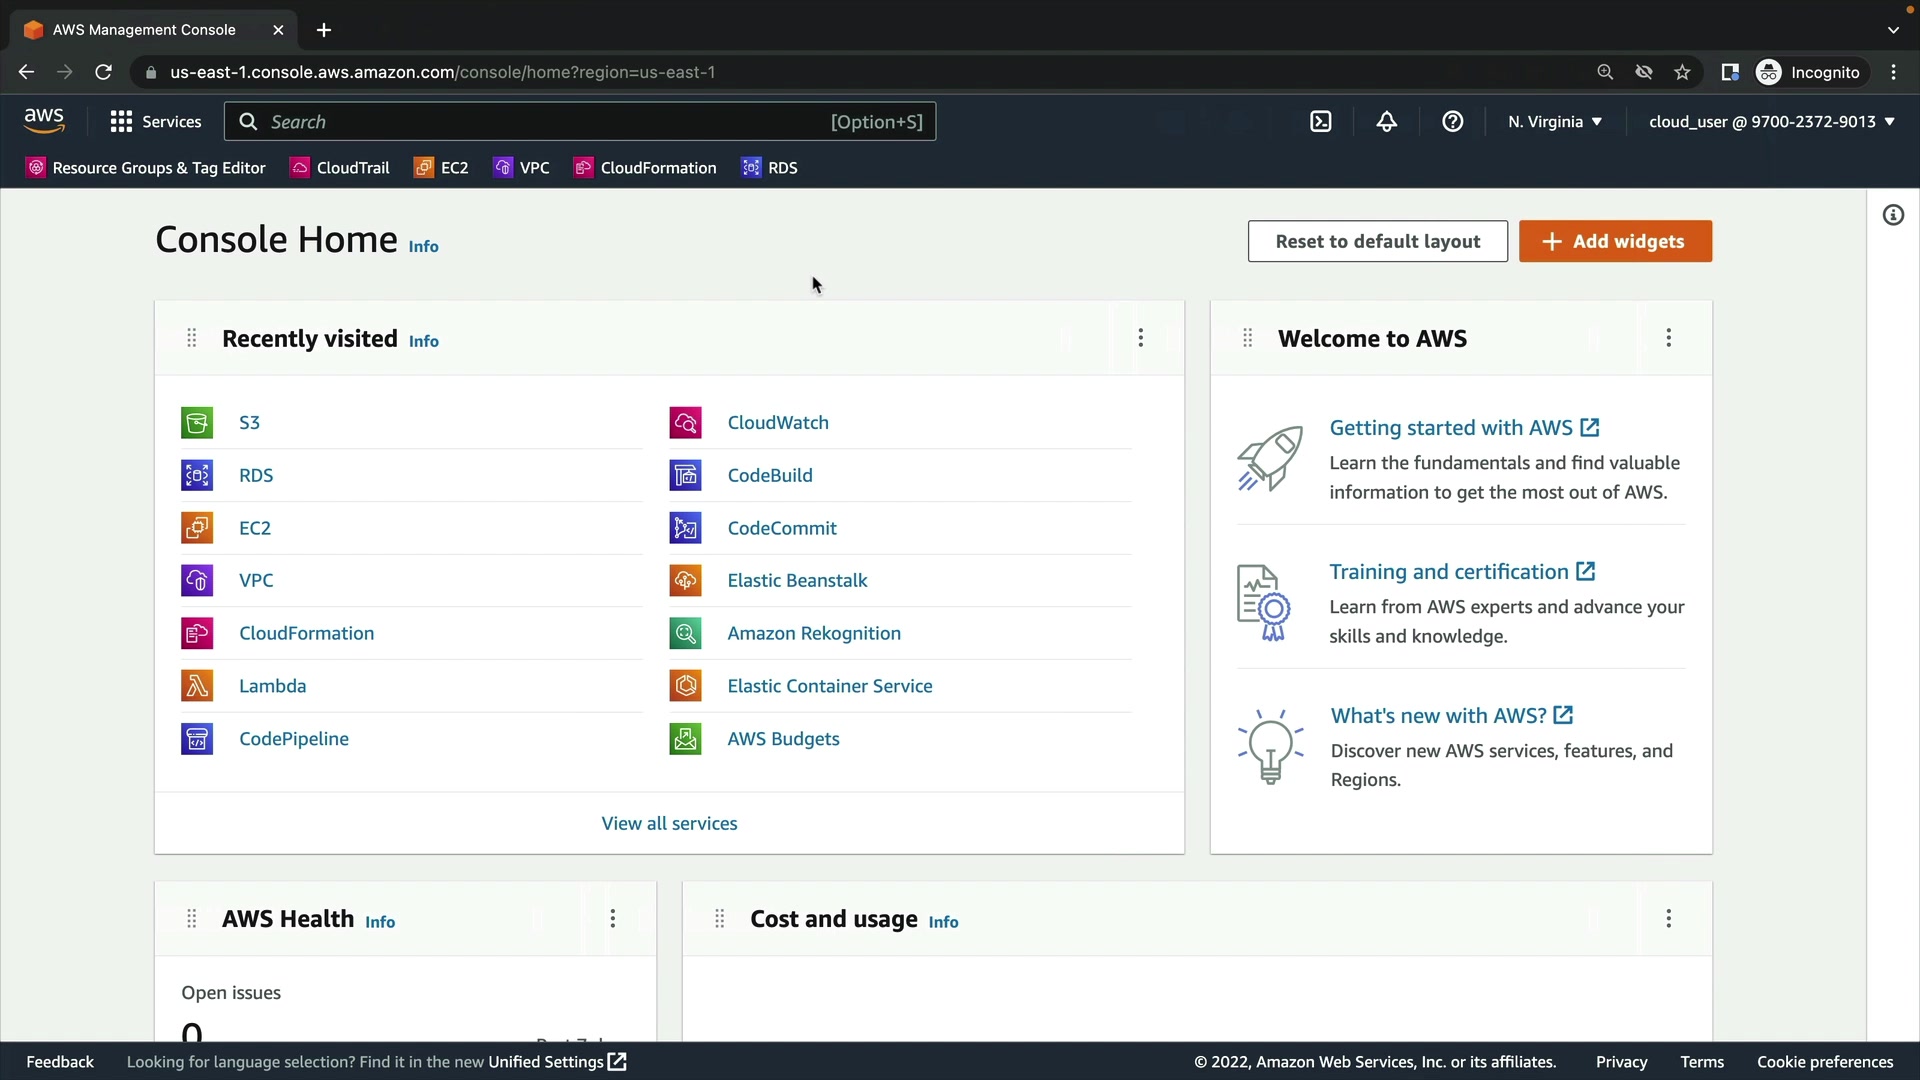 AWS Management Console
us-east-1.console.aws.amazon.com/console/home?region=us-east-1
Incognito
aws
Services
Search
[Option+S]
N. Virginia
cloud_user @ 9700-2372-9013
Resource Groups & Tag Editor
CloudTrail
EC2
VPC
CloudFormation
RDS
Console Home Info
Reset to default layout
Add widgets
Recently visited Info
S3
RDS
EC2
VPC
CloudFormation
Lambda
CodePipeline
CloudWatch
CodeBuild
CodeCommit
Elastic Beanstalk
Amazon Rekognition
Elastic Container Service
AWS Budgets
View all services
Welcome to AWS
Getting started with AWS
Learn the fundamentals and find valuable
information to get the most out of AWS.
Training and certification
Learn from AWS experts and advance your
skills and knowledge.
What's new with AWS?
Discover new AWS services, features, and
Regions.
AWS Health Info
Open issues
0
Cost and usage Info
Feedback
Looking for language selection? Find it in the new Unified Settings
© 2022, Amazon Web Services, Inc. or its affiliates.
Privacy
Terms
Cookie preferences